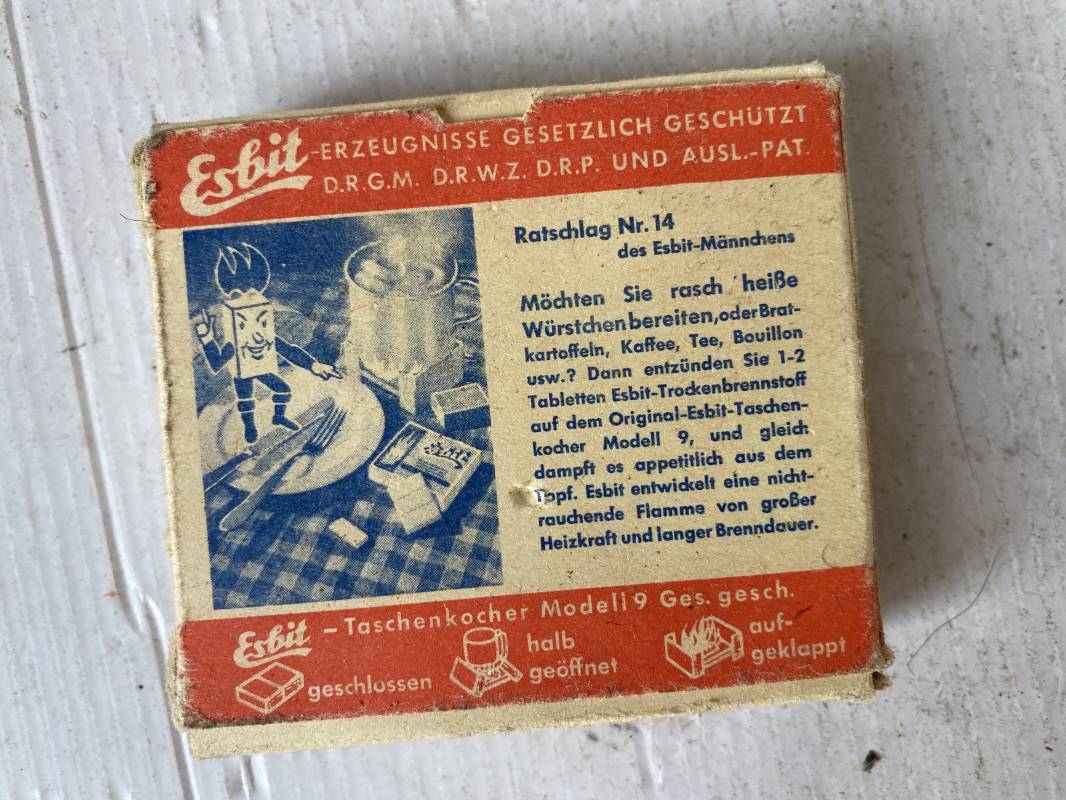 Esbit-ERZEUGNISSE GESETZLICH GESCHÜTZT
D.R.G.M. D.R.W.Z. D.R.P. UND AUSL.-PAT.
Ratschlag Nr. 14
des Esbit-Männchens
Möchten Sie rasch heiße
Würstchen bereiten, oder Brat-
kartoffeln, Kaffee, Tee, Bouillon
usw.? Dann entzünden Sie 1-2
Tabletten Esbit-Trockenbrennstoff
auf dem Original-Esbit-Taschen-
kocher Modell 9, und gleich
dampft es appetitlich aus dem
Topf. Esbit entwickelt eine nicht-
rauchende Flamme von großer
Heizkraft und langer Brenndauer.
Esbit – Taschenkocher Modell 9 Ges. gesch.
geschlossen
halb
geöffnet
auf-
geklappt